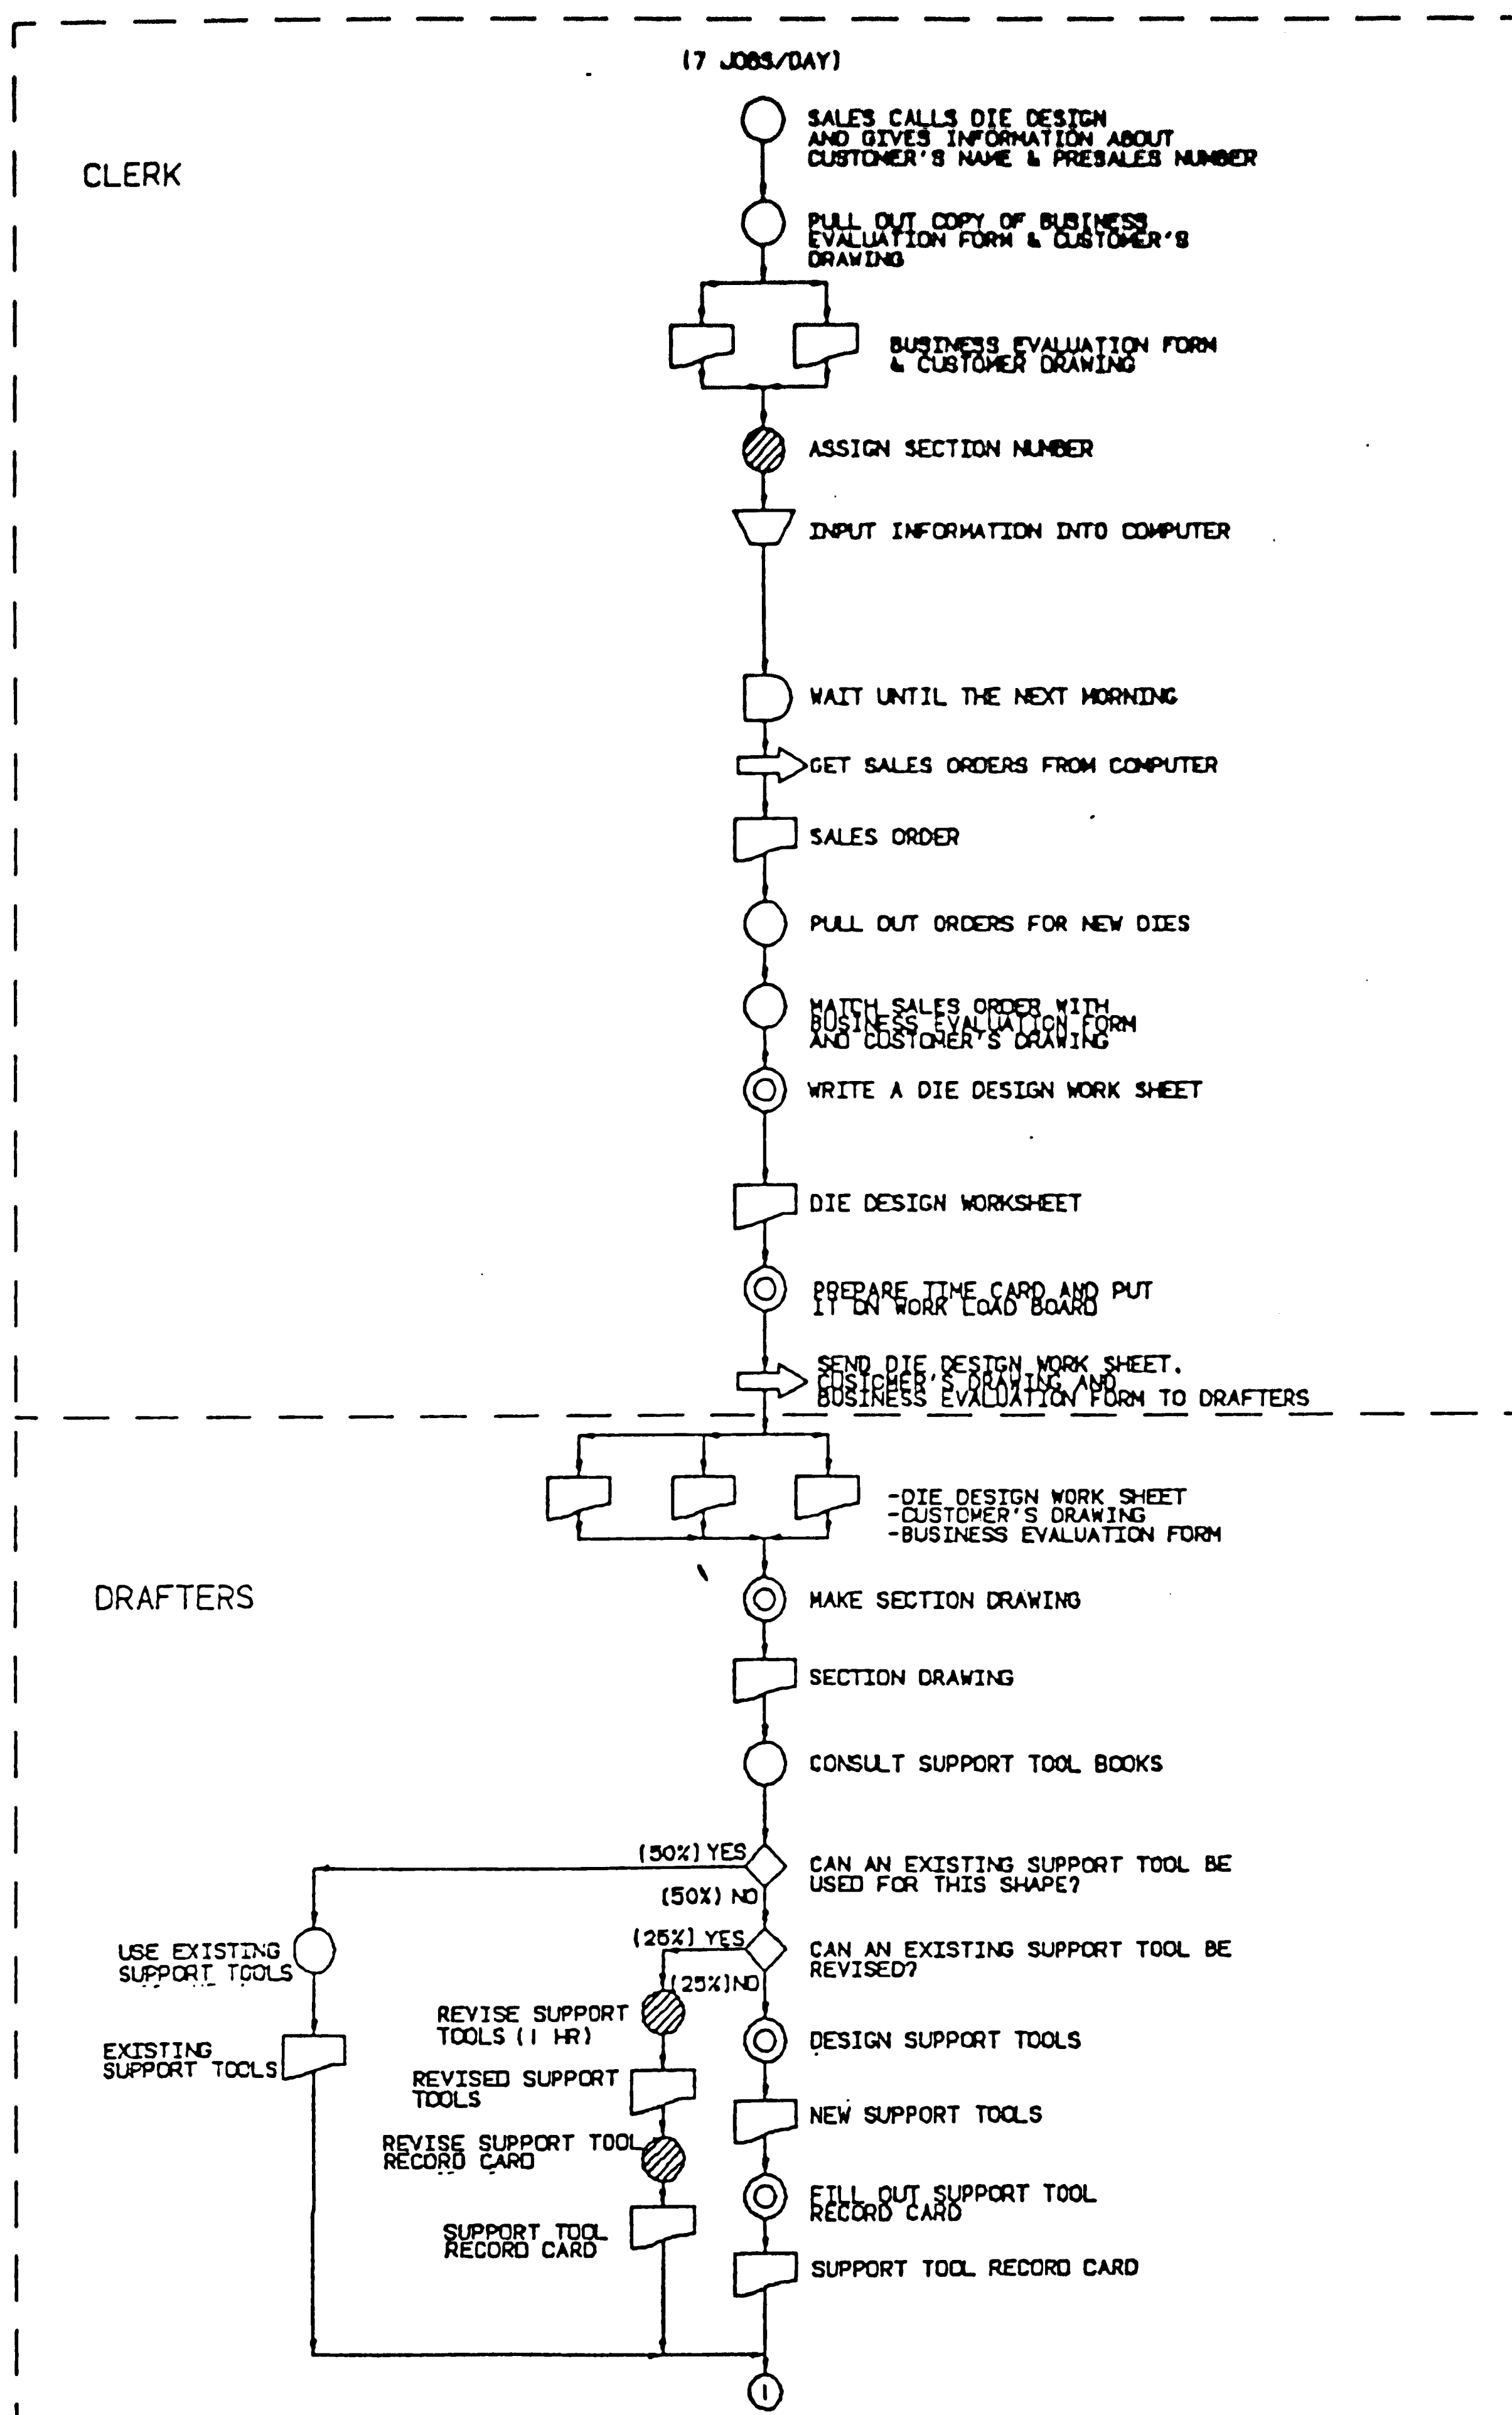 (7 JOBS/DAY)
CLERK
SALES CALLS DIE DESIGN
AND GIVES INFORMATION ABOUT
CUSTOMER'S NAME & PRESALES NUMBER
PULL OUT COPY OF BUSINESS
EVALUATION FORM & CUSTOMER'S
DRAWING
BUSINESS EVALUATION FORM
& CUSTOMER DRAWING
ASSIGN SECTION NUMBER
INPUT INFORMATION INTO COMPUTER
WAIT UNTIL THE NEXT MORNING
GET SALES ORDERS FROM COMPUTER
SALES ORDER
PULL OUT ORDERS FOR NEW DIES
MATCH SALES ORDER WITH
BUSINESS EVALUATION FORM
AND CUSTOMER'S DRAWING
WRITE A DIE DESIGN WORK SHEET
DIE DESIGN WORKSHEET
PREPARE TIME CARD AND PUT
IT ON WORK LOAD BOARD
SEND DIE DESIGN WORK SHEET.
CUSTOMER'S DRAWING AND
BUSINESS EVALUATION FORM TO DRAFTERS
-DIE DESIGN WORK SHEET
-CUSTOMER'S DRAWING
-BUSINESS EVALUATION FORM
DRAFTERS
MAKE SECTION DRAWING
SECTION DRAWING
CONSULT SUPPORT TOOL BOOKS
(50%) YES
CAN AN EXISTING SUPPORT TOOL BE
USED FOR THIS SHAPE?
(50%) NO
(25%) YES
CAN AN EXISTING SUPPORT TOOL BE
REVISED?
(25%) NO
USE EXISTING
SUPPORT TOOLS
REVISE SUPPORT
TOOLS (1 HR)
DESIGN SUPPORT TOOLS
EXISTING
SUPPORT TOOLS
REVISED SUPPORT
TOOLS
NEW SUPPORT TOOLS
REVISE SUPPORT TOOL
RECORD CARD
FILL OUT SUPPORT TOOL
RECORD CARD
SUPPORT TOOL
RECORD CARD
SUPPORT TOOL RECORD CARD
1